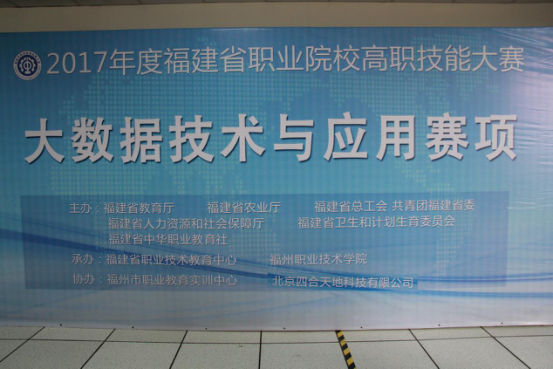 2017年度福建省职业院校高职技能大赛
大数据技术与应用赛项
主办：福建省教育厅 福建省农业厅 福建省总工会 共青团福建省委
福建省人力资源和社会保障厅 福建省卫生和计划生育委员会
福建省中华职业教育社
承办：福建省职业技术教育中心 福州职业技术学院
协办：福州市职业教育实训中心 北京四合天地科技有限公司